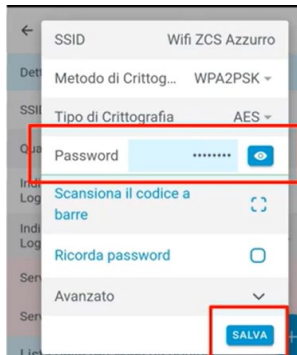 SSID Wifi ZCS Azzurro
Metodo di Crittog... WPA2PSK
Tipo di Crittografia AES
Password ••••••••
Scansiona il codice a
barre
Ricorda password
Avanzato
SALVA